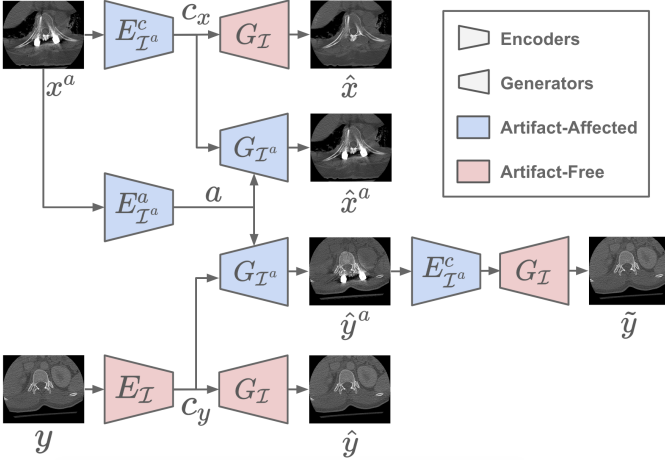 E^c_{I^a}
c_x
G_I
x^a
x̂
G_{I^a}
x̂^a
E^a_{I^a}
a
G_{I^a}
ŷ^a
E^c_{I^a}
G_I
ỹ
E_I
c_y
G_I
y
ŷ
Encoders
Generators
Artifact-Affected
Artifact-Free